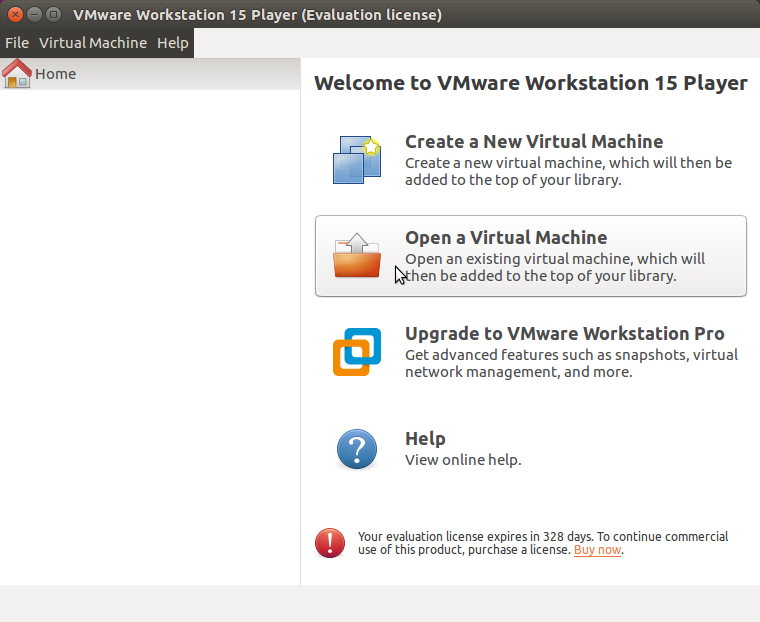 VMware Workstation 15 Player (Evaluation license)
File Virtual Machine Help
Home
Welcome to VMware Workstation 15 Player
Create a New Virtual Machine
Create a new virtual machine, which will then be
added to the top of your library.
Open a Virtual Machine
Open an existing virtual machine, which will
then be added to the top of your library.
Upgrade to VMware Workstation Pro
Get advanced features such as snapshots, virtual
network management, and more.
?
Help
View online help.
!
Your evaluation license expires in 328 days. To continue commercial
use of this product, purchase a license. Buy now.